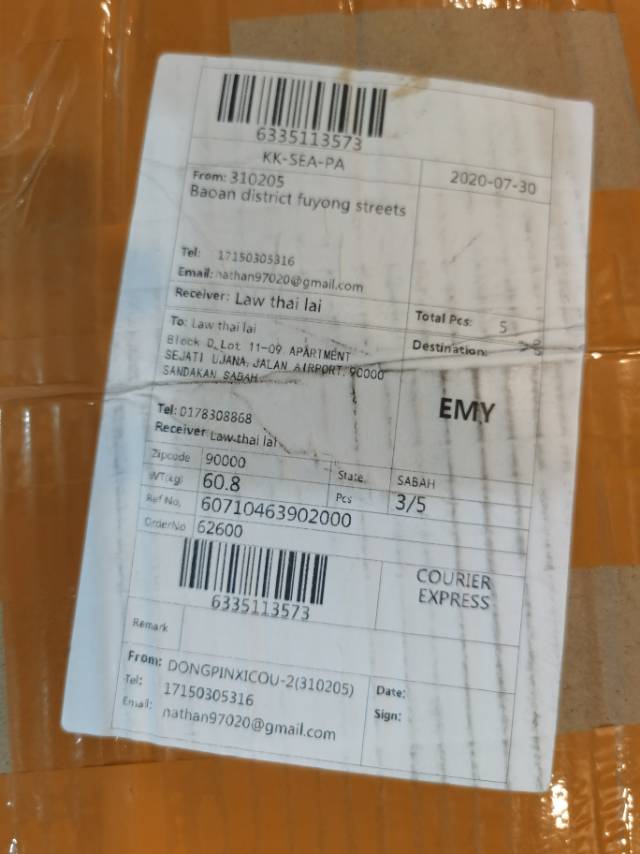 6335113573
KK-SEA-PA
2020-07-30
From: 310205
Baoan district fuyong streets
Tel: 17150305316
Email: nathan97020@gmail.com
Receiver: Law thai lai
Total Pcs: 5
To: Law thai lai
Block D Lot 11-09 APARTMENT
SEJATI UJANA, JALAN AIRPORT, 90000
SANDAKAN SABAH
Destination:
EMY
Tel: 0178308868
Receiver Law thai lai
Zipcode 90000 State. SABAH
WT(kg) 60.8 Pcs 3/5
Ref No, 60710463902000
OrderNo 62600
6335113573
COURIER
EXPRESS
Remark
From: DONGPINXICOU-2(310205)
Tel: 17150305316
Email: nathan97020@gmail.com
Date:
Sign: